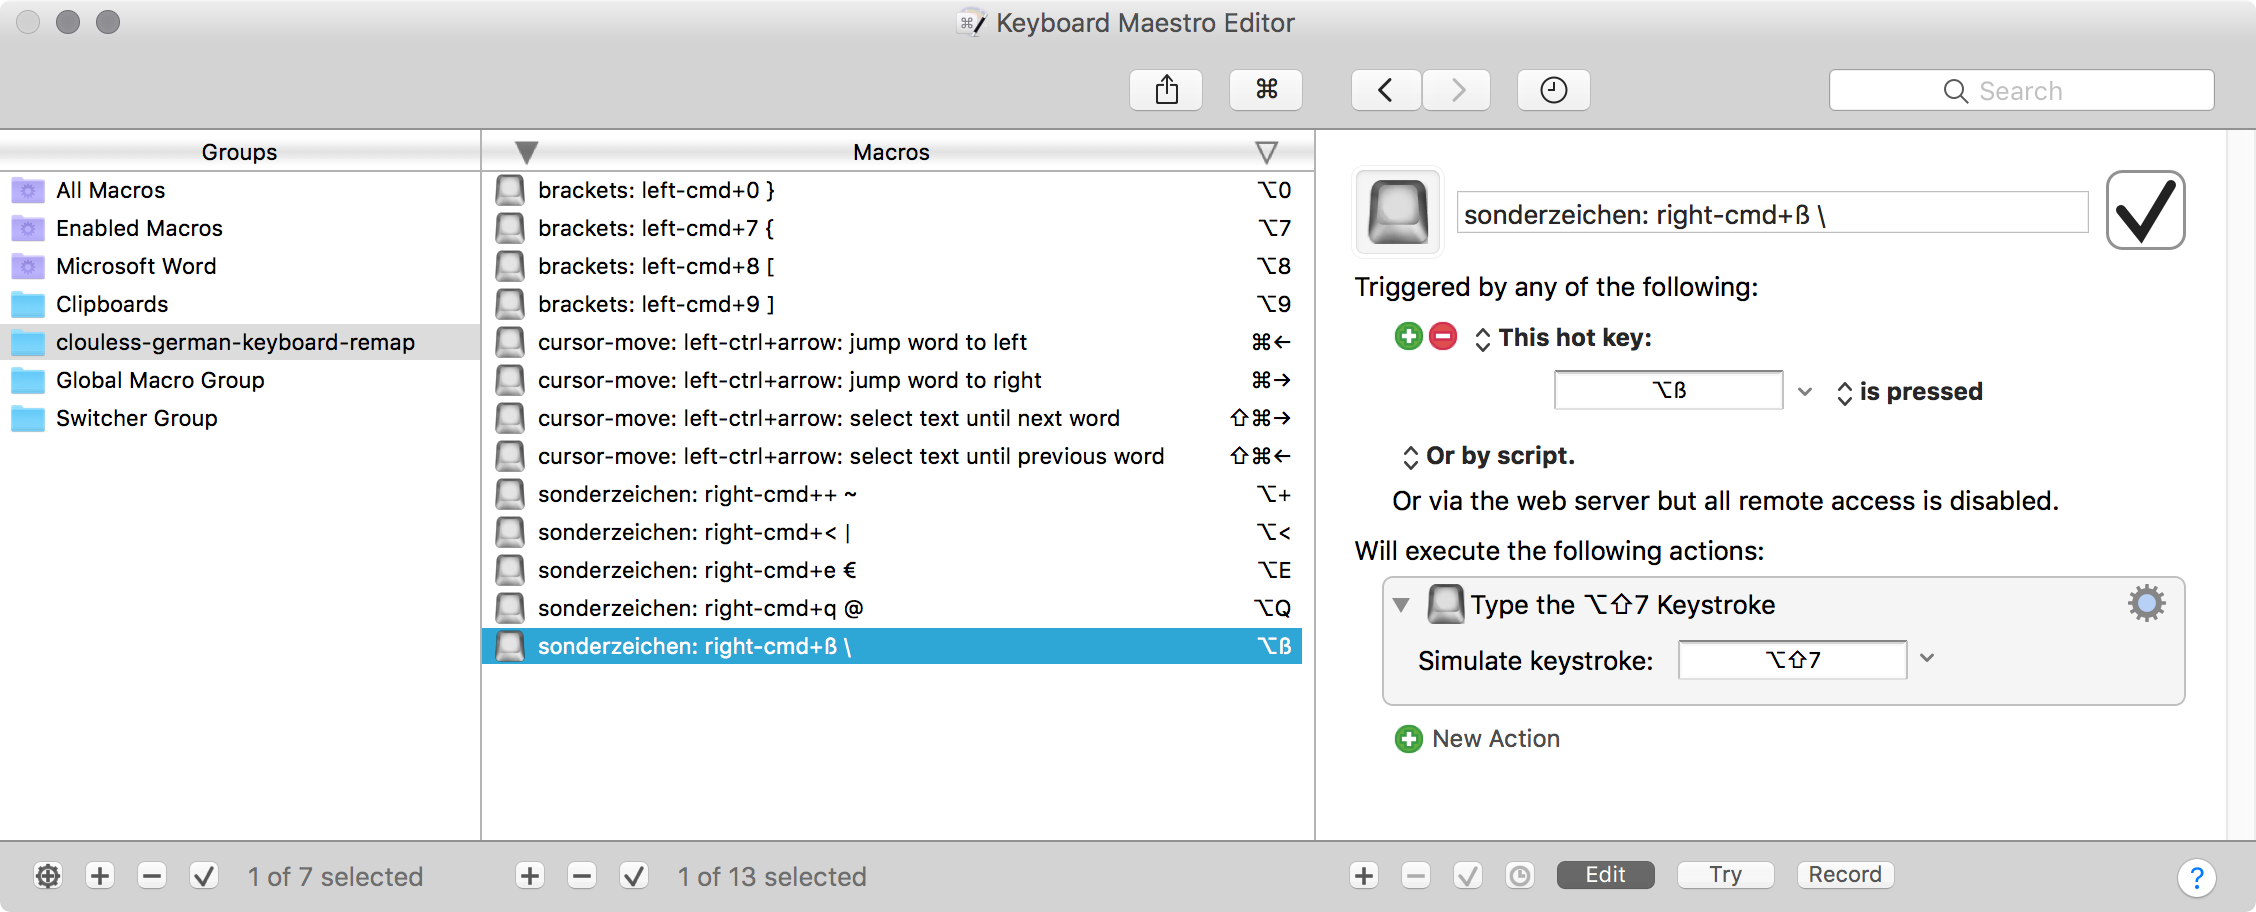 Keyboard Maestro Editor
⌘
Search
Groups
All Macros
Enabled Macros
Microsoft Word
Clipboards
clouless-german-keyboard-remap
Global Macro Group
Switcher Group
Macros
brackets: left-cmd+0 } ⌥0
brackets: left-cmd+7 { ⌥7
brackets: left-cmd+8 [ ⌥8
brackets: left-cmd+9 ] ⌥9
cursor-move: left-ctrl+arrow: jump word to left ⌘←
cursor-move: left-ctrl+arrow: jump word to right ⌘→
cursor-move: left-ctrl+arrow: select text until next word ⇧⌘→
cursor-move: left-ctrl+arrow: select text until previous word ⇧⌘←
sonderzeichen: right-cmd++ ~ ⌥+
sonderzeichen: right-cmd+< | ⌥<
sonderzeichen: right-cmd+e € ⌥E
sonderzeichen: right-cmd+q @ ⌥Q
sonderzeichen: right-cmd+ß \ ⌥ß
sonderzeichen: right-cmd+ß \
Triggered by any of the following:
This hot key:
⌥ß is pressed
Or by script.
Or via the web server but all remote access is disabled.
Will execute the following actions:
Type the ⌥⇧7 Keystroke
Simulate keystroke: ⌥⇧7
New Action
1 of 7 selected
1 of 13 selected
Edit Try Record ?